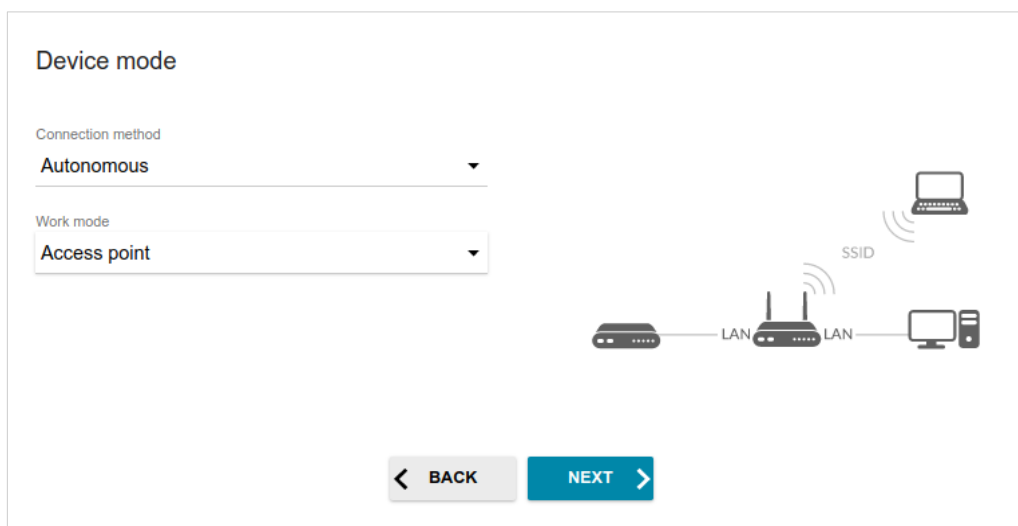 Device mode
Connection method
Autonomous
Work mode
Access point
SSID
LAN
LAN
BACK
NEXT